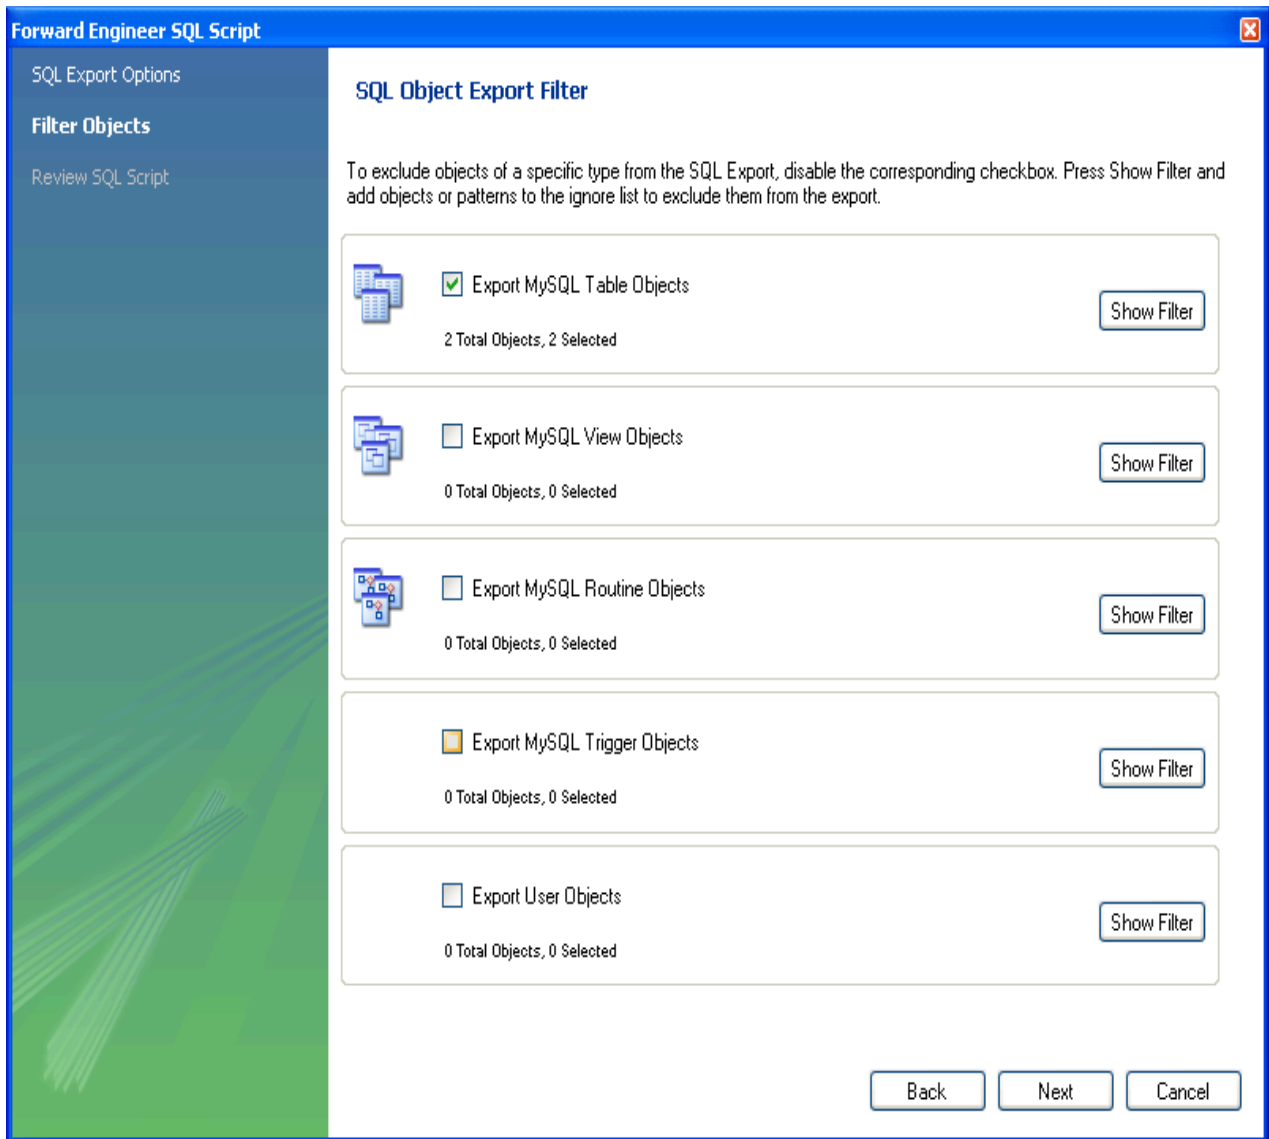 Forward Engineer SQL Script
SQL Export Options
Filter Objects
Review SQL Script
SQL Object Export Filter
To exclude objects of a specific type from the SQL Export, disable the corresponding checkbox. Press Show Filter and
add objects or patterns to the ignore list to exclude them from the export.
Export MySQL Table Objects
Show Filter
2 Total Objects, 2 Selected
Export MySQL View Objects
Show Filter
0 Total Objects, 0 Selected
Export MySQL Routine Objects
Show Filter
0 Total Objects, 0 Selected
Export MySQL Trigger Objects
Show Filter
0 Total Objects, 0 Selected
Export User Objects
Show Filter
0 Total Objects, 0 Selected
Back Next Cancel